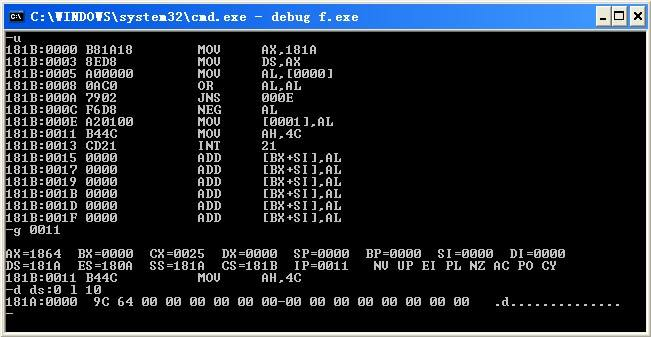 C:\WINDOWS\system32\cmd.exe - debug f.exe
-u
181B:0000 B81A18 MOV AX,181A
181B:0003 8ED8 MOV DS,AX
181B:0005 A00000 MOV AL,[0000]
181B:0008 0AC0 OR AL,AL
181B:000A 7902 JNS 000E
181B:000C F6D8 NEG AL
181B:000E A20100 MOV [0001],AL
181B:0011 B44C MOV AH,4C
181B:0013 CD21 INT 21
181B:0015 0000 ADD [BX+SI],AL
181B:0017 0000 ADD [BX+SI],AL
181B:0019 0000 ADD [BX+SI],AL
181B:001B 0000 ADD [BX+SI],AL
181B:001D 0000 ADD [BX+SI],AL
181B:001F 0000 ADD [BX+SI],AL
-g 0011
AX=1864 BX=0000 CX=0025 DX=0000 SP=0000 BP=0000 SI=0000 DI=0000
DS=181A ES=180A SS=181A CS=181B IP=0011 NV UP EI PL NZ AC PO CY
181B:0011 B44C MOV AH,4C
-d ds:0 l 10
181A:0000 9C 64 00 00 00 00 00 00-00 00 00 00 00 00 00 00 .d..............
-